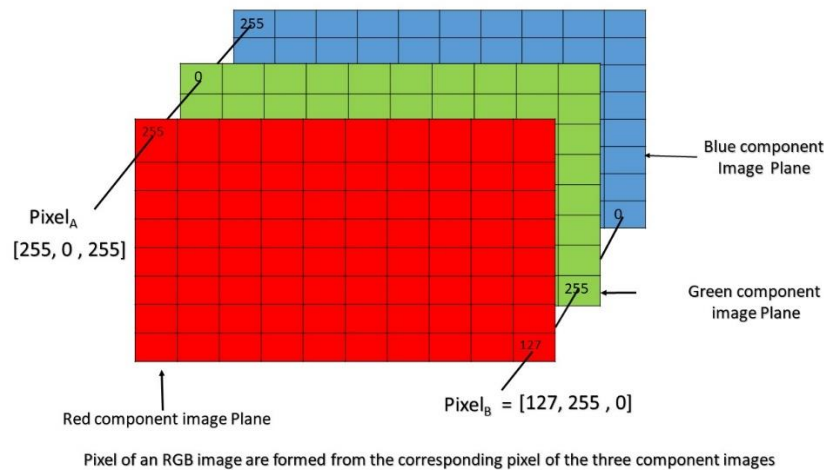 255
0
255
Blue component
Image Plane
Pixel_A
[255, 0 , 255]
0
255
Green component
image Plane
127
Red component image Plane
Pixel_B = [127, 255 , 0]
Pixel of an RGB image are formed from the corresponding pixel of the three component images